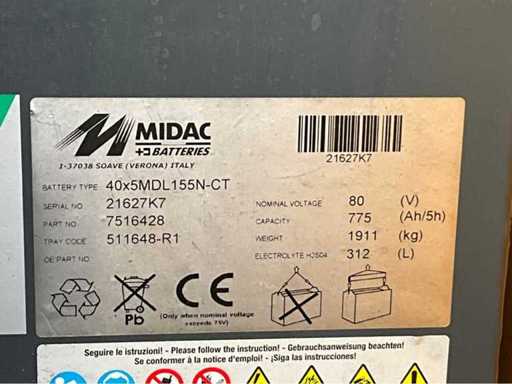 MIDAC
BATTERIES
I-37038 SOAVE (VERONA) ITALY
21627K7
BATTERY TYPE 40x5MDL155N-CT
SERIAL NO 21627K7
PART NO 7516428
TRAY CODE 511648-R1
OE PART NO
NOMINAL VOLTAGE 80 (V)
CAPACITY 775 (Ah/5h)
WEIGHT 1911 (kg)
ELECTROLYTE H2SO4 312 (L)
Pb
CE
(Only when nominal voltage
exceeds 75V)
Seguire le istruzioni! - Please follow the instruction! - Gebrauchsanweisung beachten!
Se conformer à la notice d'emploi! - ¡Siga las instrucciones!